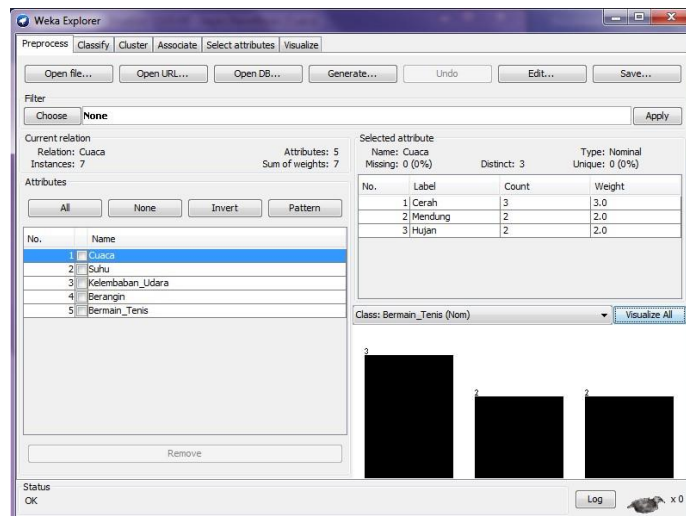 Weka Explorer
Preprocess Classify Cluster Associate Select attributes Visualize
Open file... Open URL... Open DB... Generate... Undo Edit... Save...
Filter
Choose None Apply
Current relation
Relation: Cuaca Attributes: 5
Instances: 7 Sum of weights: 7
Attributes
All None Invert Pattern
No. Name
1 Cuaca
2 Suhu
3 Kelembaban_Udara
4 Berangin
5 Bermain_Tenis
Remove
Selected attribute
Name: Cuaca Type: Nominal
Missing: 0 (0%) Distinct: 3 Unique: 0 (0%)
No. Label Count Weight
1 Cerah 3 3.0
2 Mendung 2 2.0
3 Hujan 2 2.0
Class: Bermain_Tenis (Nom) Visualize All
3 2 2
Status
OK Log x 0